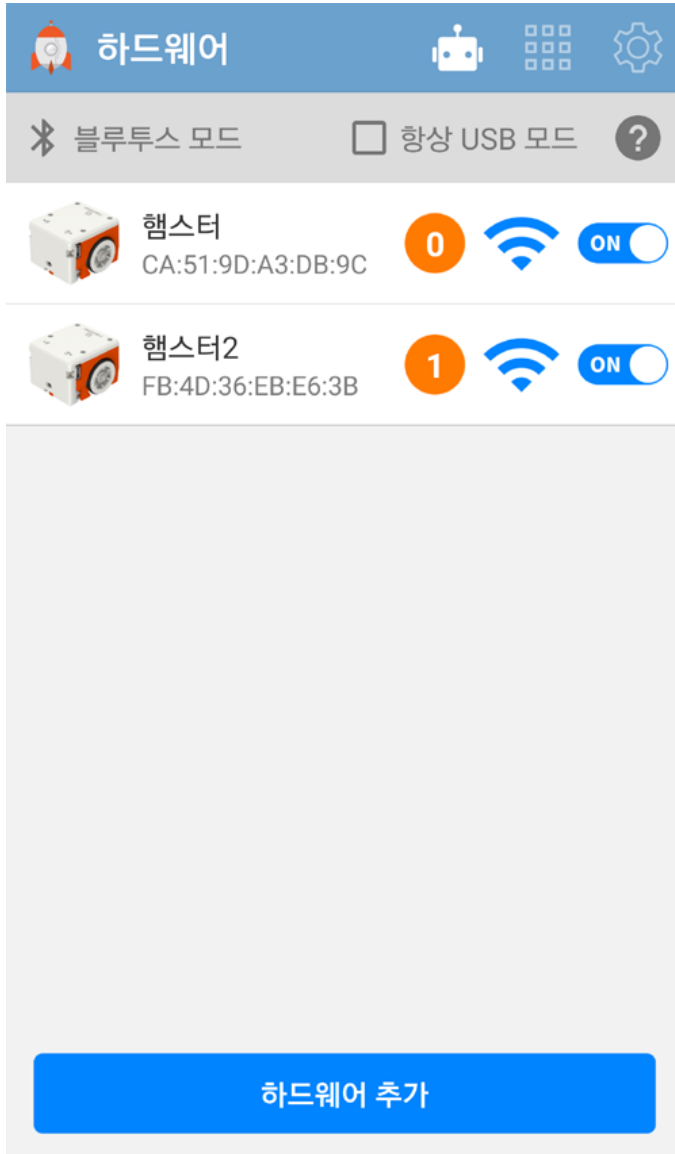 하드웨어
블루투스 모드 항상 USB 모드 ?
햄스터 0 ON
CA:51:9D:A3:DB:9C
햄스터2 1 ON
FB:4D:36:EB:E6:3B
하드웨어 추가